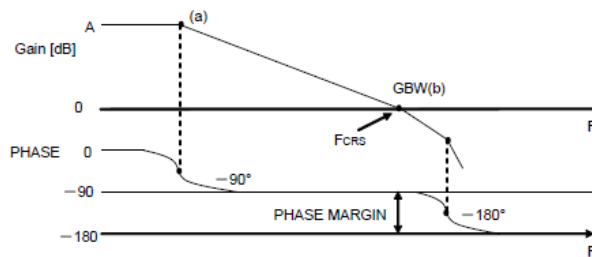 A
(a)
Gain [dB]
GBW(b)
0
FCRS
F
PHASE 0
−90°
−90
PHASE MARGIN
−180°
−180
F